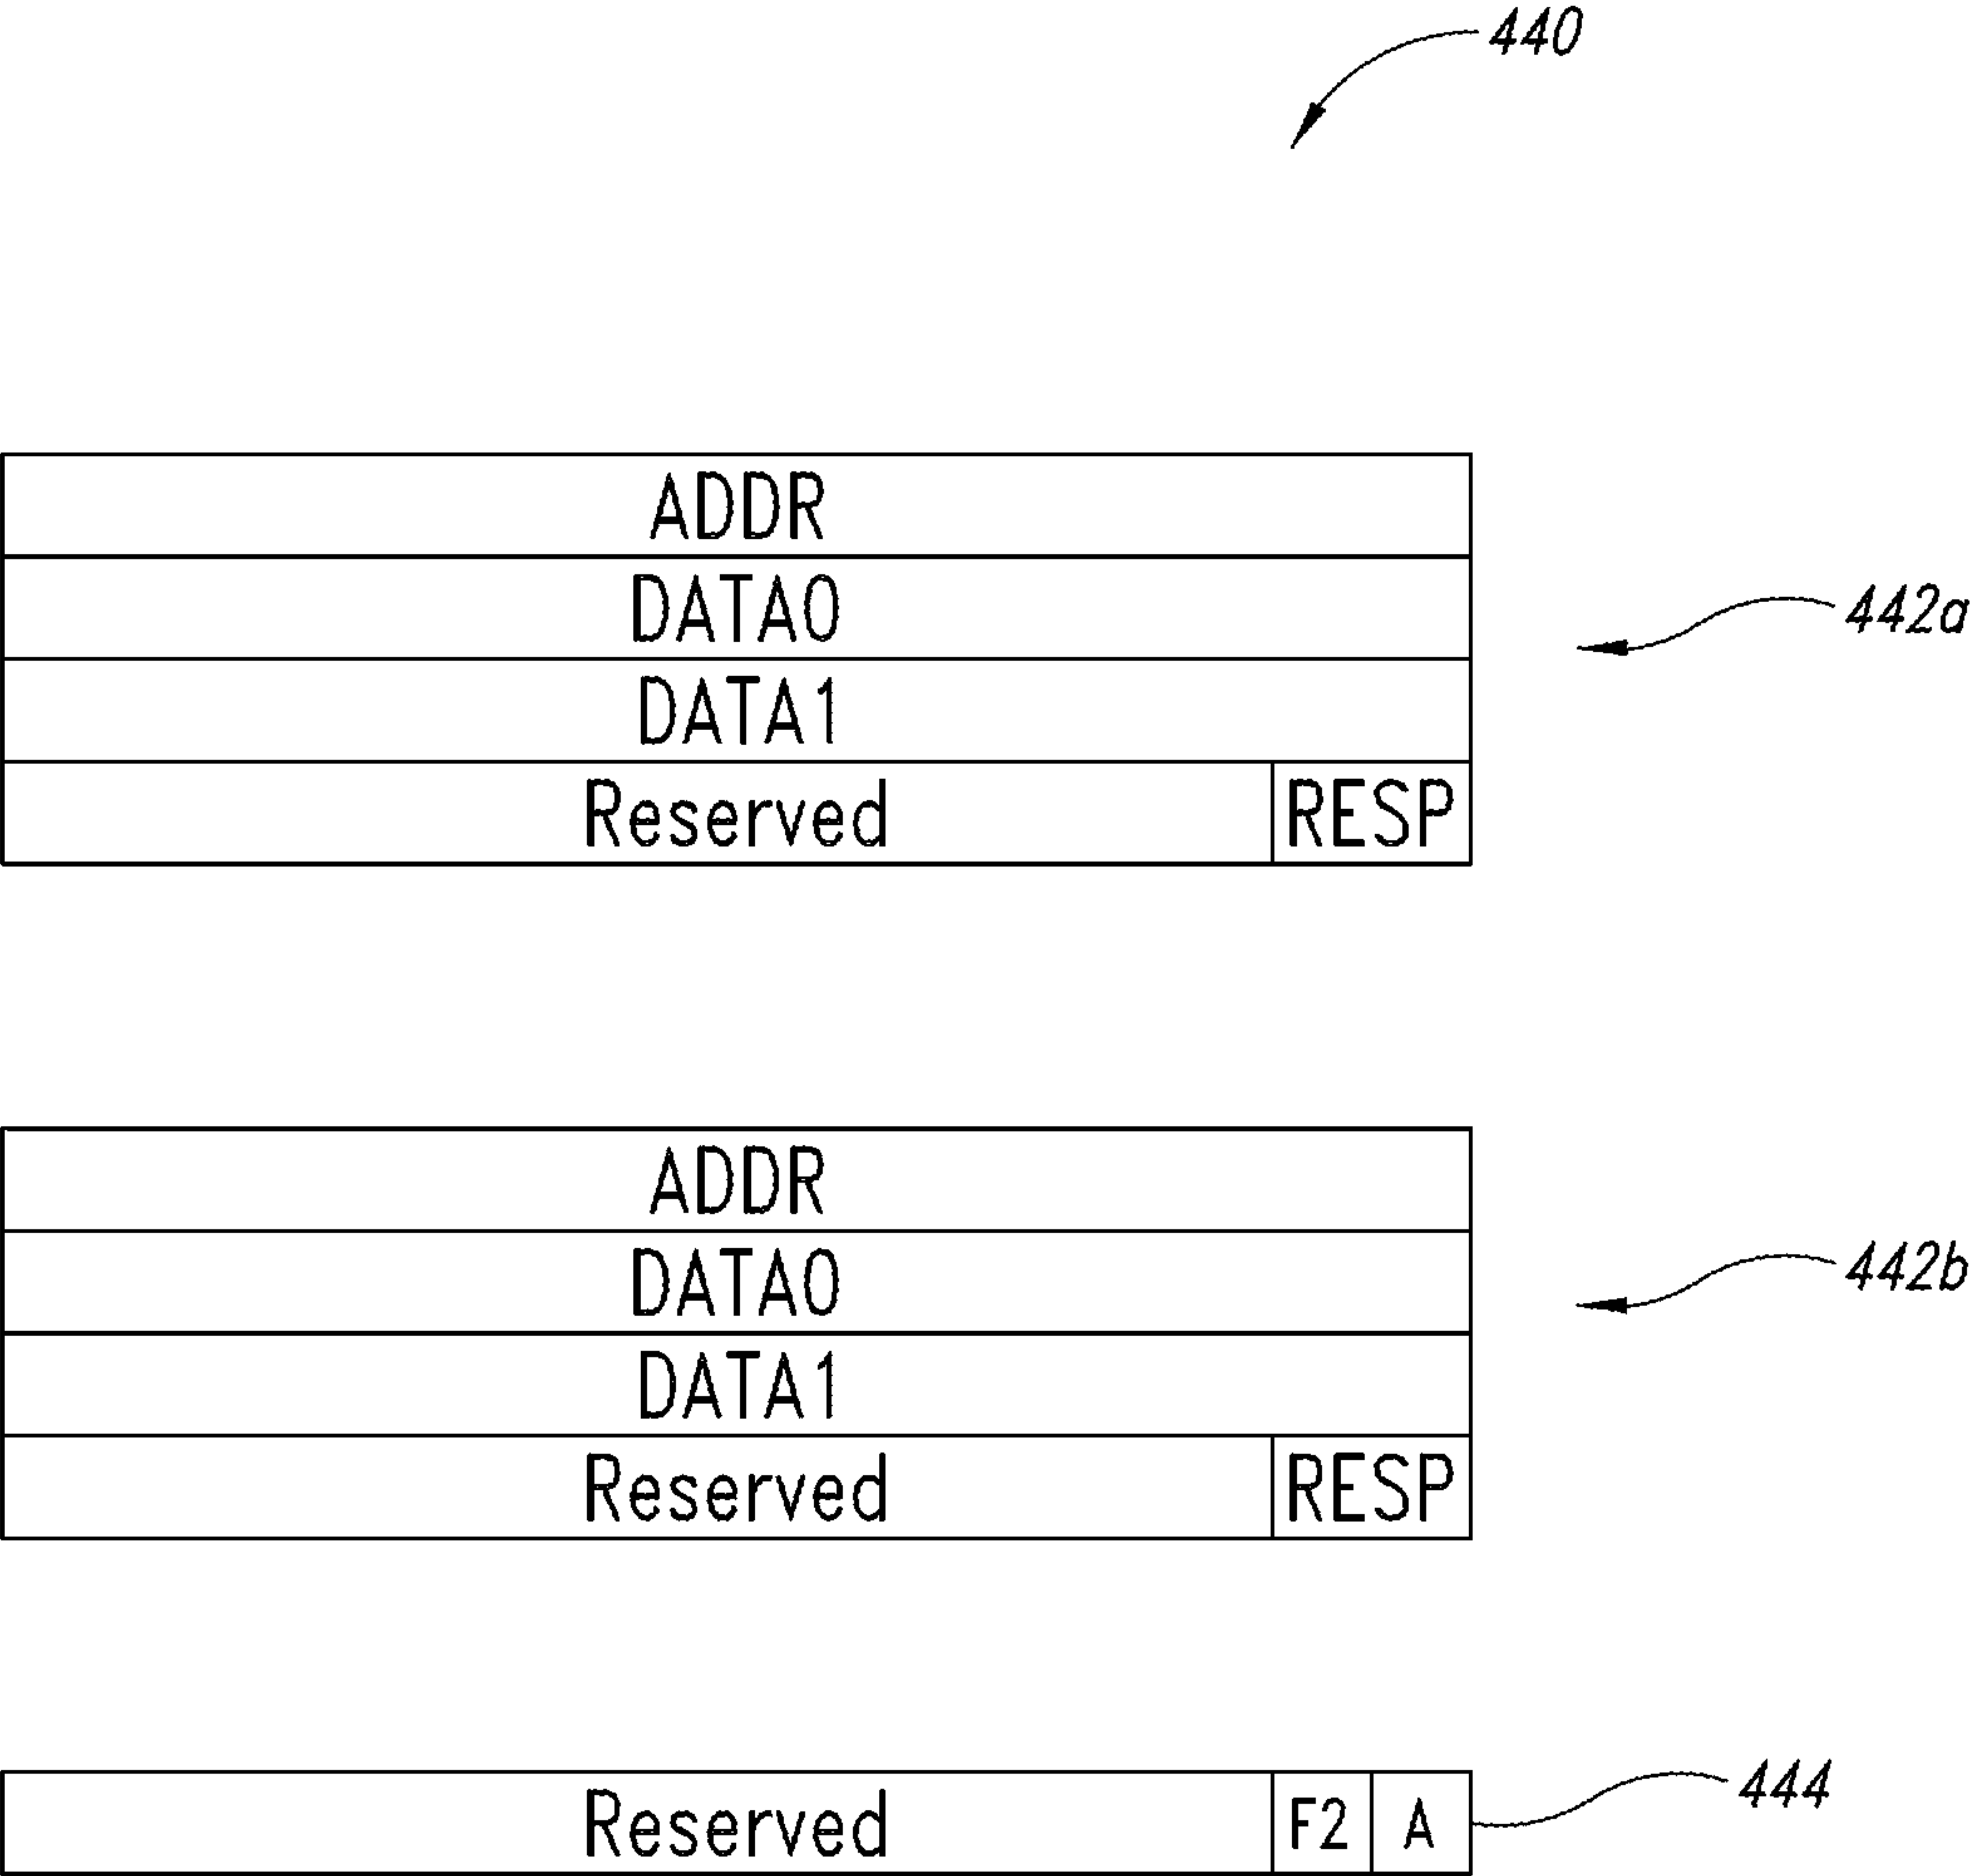 440
ADDR
DATA0
442a
DATA1
Reserved RESP
ADDR
DATA0
442b
DATA1
Reserved RESP
Reserved F2 A
444